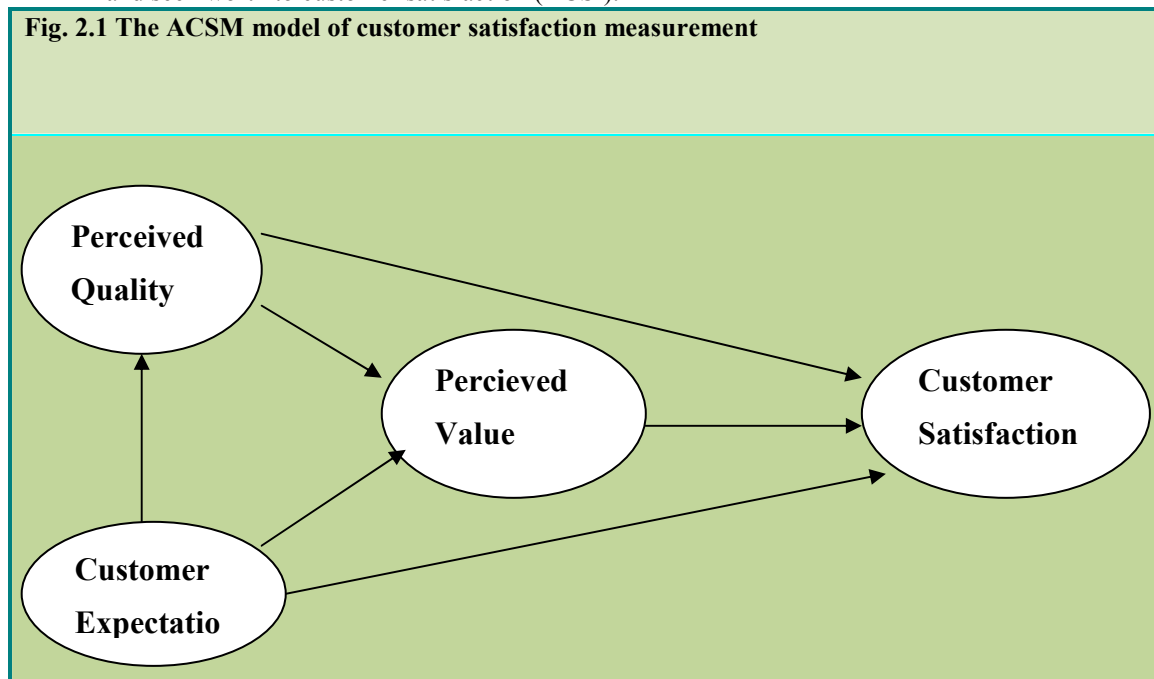 Fig. 2.1 The ACSM model of customer satisfaction measurement
Perceived
Quality
Percieved
Value
Customer
Satisfaction
Customer
Expectatio